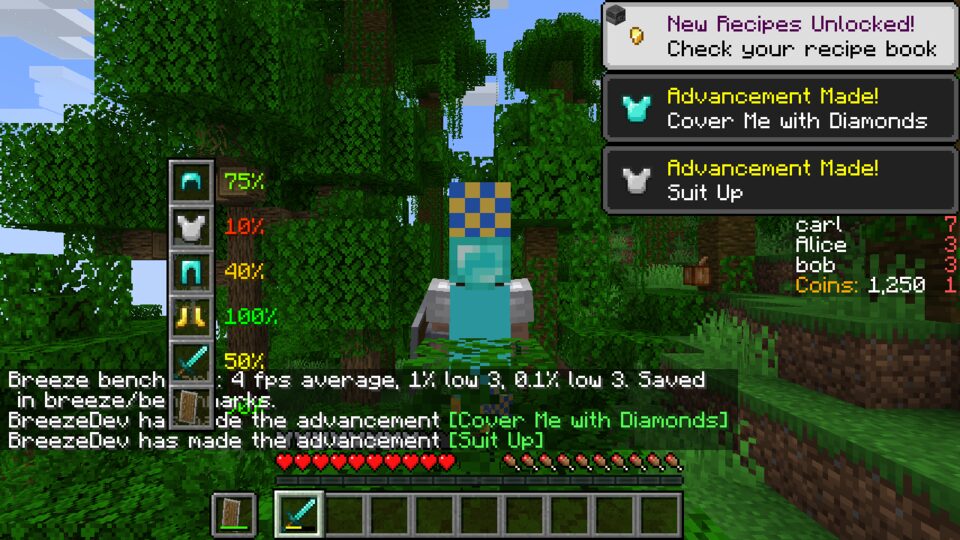 New Recipes Unlocked!
Check your recipe book
Advancement Made!
Cover Me with Diamonds
Advancement Made!
Suit Up
carl 7
Alice 3
bob 3
Coins: 1,250 1
75%
10%
40%
100%
50%
Breeze bench : 4 fps average, 1% low 3, 0.1% low 3. Saved
in breeze/be marks.
BreezeDev ha de the advancement [Cover Me with Diamonds]
BreezeDev has made the advancement [Suit Up]